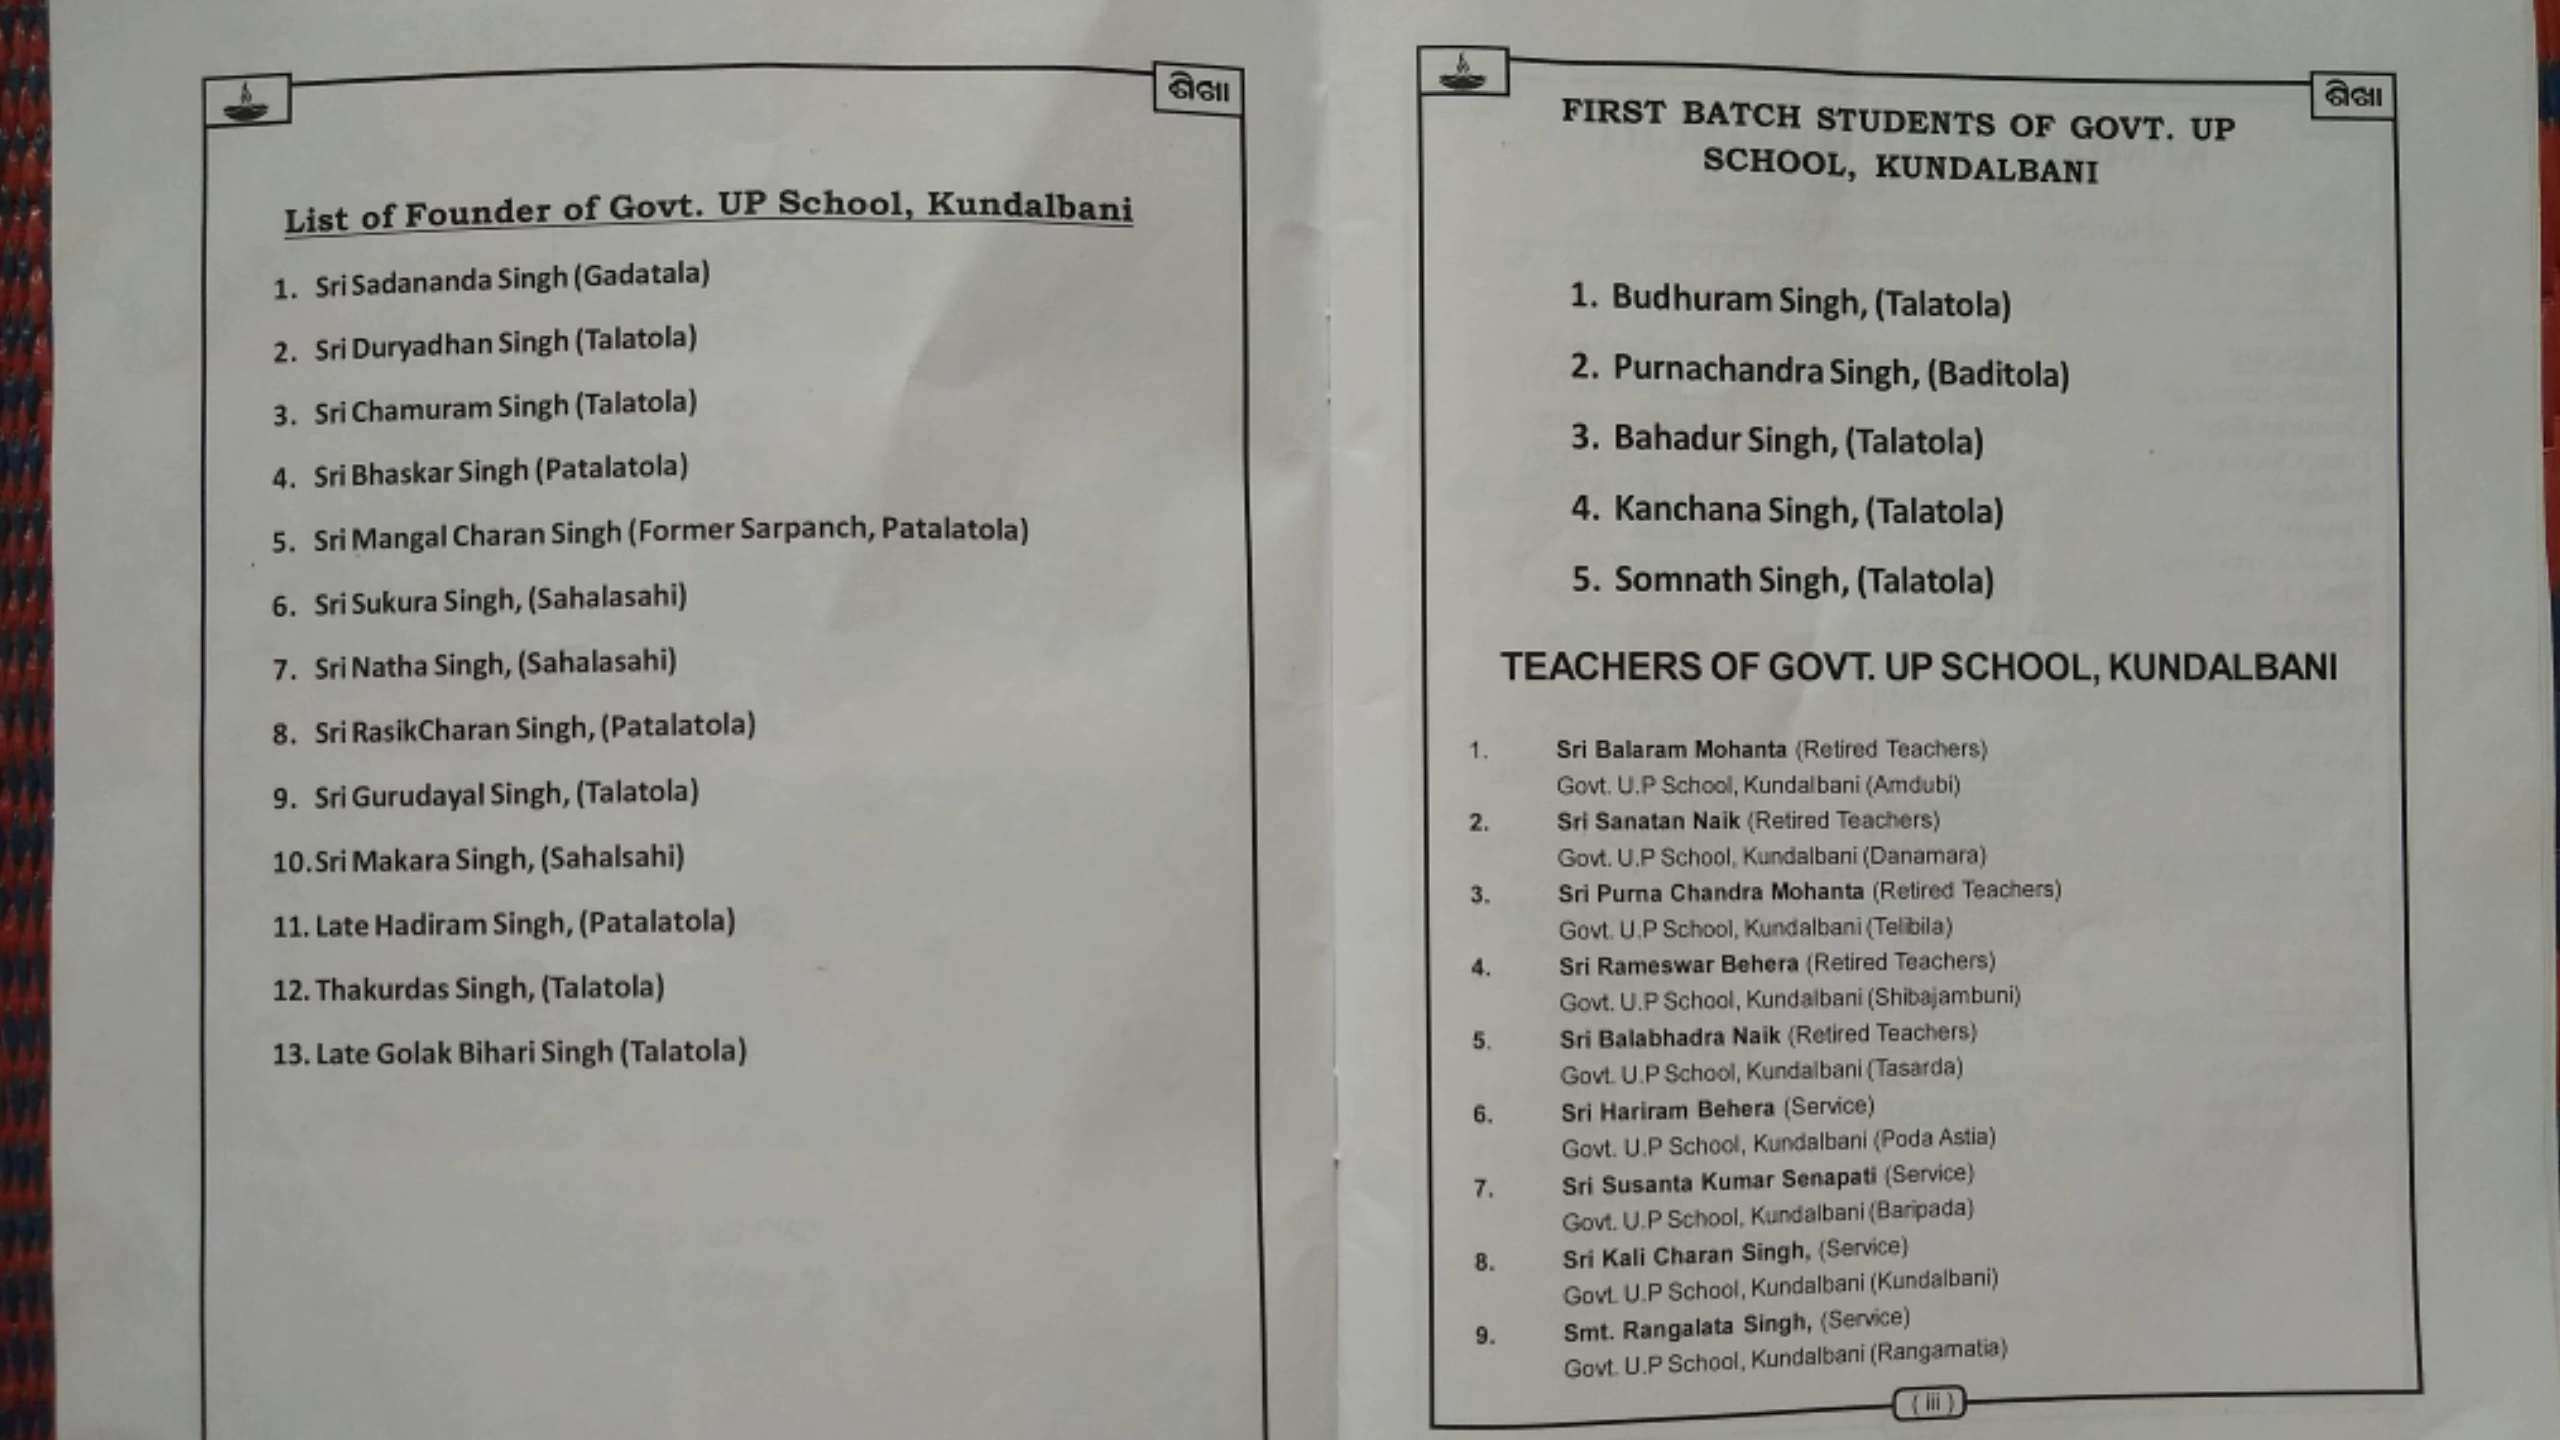 ଶିଖା
List of Founder of Govt. UP School, Kundalbani
1. Sri Sadananda Singh (Gadatala)
2. Sri Duryadhan Singh (Talatola)
3. Sri Chamuram Singh (Talatola)
4. Sri Bhaskar Singh (Patalatola)
5. Sri Mangal Charan Singh (Former Sarpanch, Patalatola)
6. Sri Sukura Singh, (Sahalasahi)
7. Sri Natha Singh, (Sahalasahi)
8. Sri RasikCharan Singh, (Patalatola)
9. Sri Gurudayal Singh, (Talatola)
10. Sri Makara Singh, (Sahalsahi)
11. Late Hadiram Singh, (Patalatola)
12. Thakurdas Singh, (Talatola)
13. Late Golak Bihari Singh (Talatola)
ଶିଖା
FIRST BATCH STUDENTS OF GOVT. UP
SCHOOL, KUNDALBANI
1. Budhuram Singh, (Talatola)
2. Purnachandra Singh, (Baditola)
3. Bahadur Singh, (Talatola)
4. Kanchana Singh, (Talatola)
5. Somnath Singh, (Talatola)
TEACHERS OF GOVT. UP SCHOOL, KUNDALBANI
1. Sri Balaram Mohanta (Retired Teachers)
Govt. U.P School, Kundalbani (Amdubi)
2. Sri Sanatan Naik (Retired Teachers)
Govt. U.P School, Kundalbani (Danamara)
3. Sri Purna Chandra Mohanta (Retired Teachers)
Govt. U.P School, Kundalbani (Telibila)
4. Sri Rameswar Behera (Retired Teachers)
Govt. U.P School, Kundalbani (Shibajambuni)
5. Sri Balabhadra Naik (Retired Teachers)
Govt. U.P School, Kundalbani (Tasarda)
6. Sri Hariram Behera (Service)
Govt. U.P School, Kundalbani (Poda Astia)
7. Sri Susanta Kumar Senapati (Service)
Govt. U.P School, Kundalbani (Baripada)
8. Sri Kali Charan Singh, (Service)
Govt. U.P School, Kundalbani (Kundalbani)
9. Smt. Rangalata Singh, (Service)
Govt. U.P School, Kundalbani (Rangamatia)
( iii )